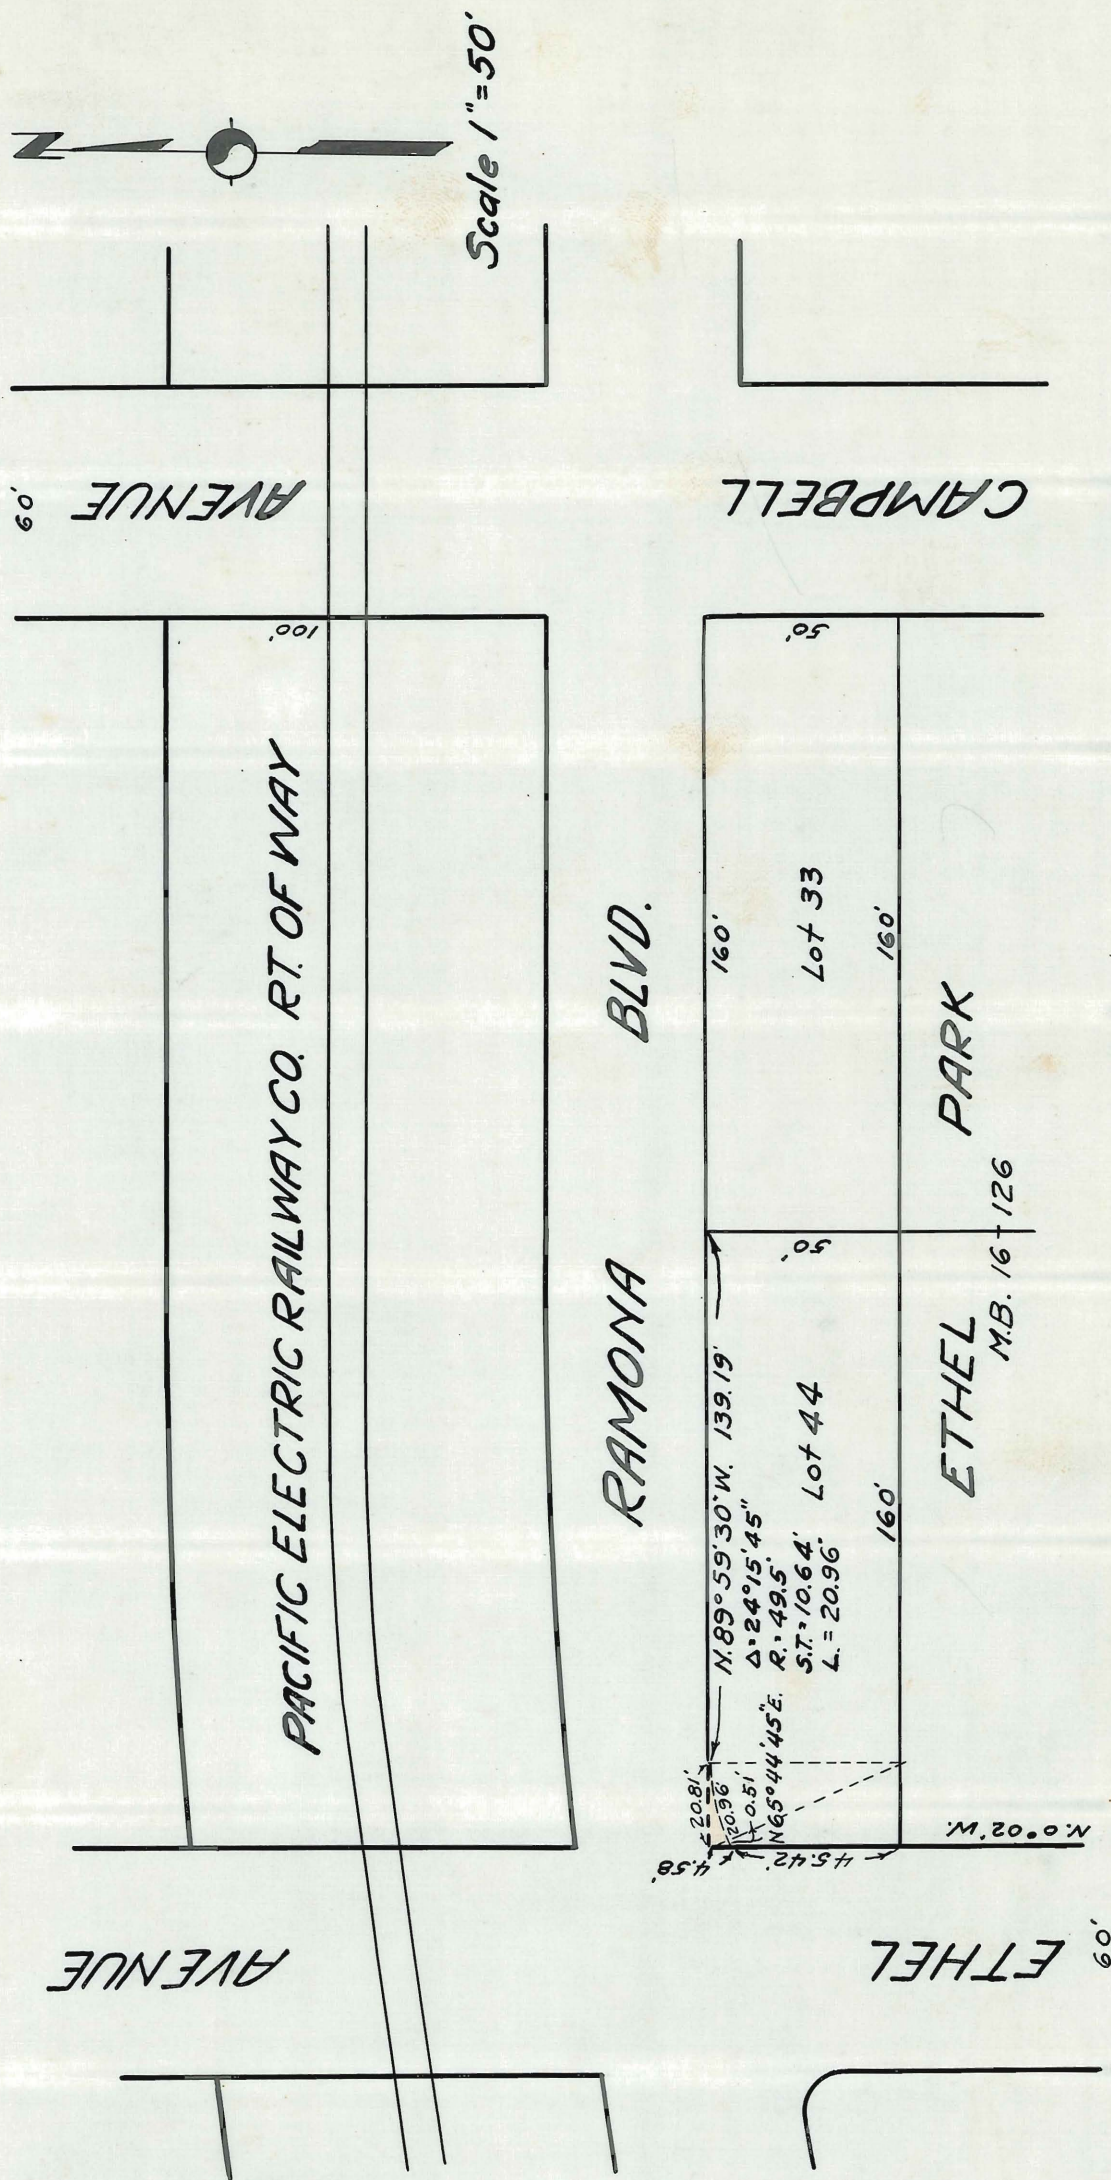 N
Scale 1"=50'
60'
AVENUE
CAMPBELL
100'
PACIFIC ELECTRIC RAILWAY CO. RT. OF WAY
RAMONA BLVD.
160'
50'
Lot 33
160'
N.89°59'30"W. 139.19'
Δ=24°15'45"
R.=49.5'
S.T.=10.64'
L.=20.96'
50'
Lot 44
160'
20.81'
20.96'
0.51'
N65°44'45"E.
4.58'
45.42'
N.0°02'W.
ETHEL PARK
M.B. 16-126
AVENUE
ETHEL
60'